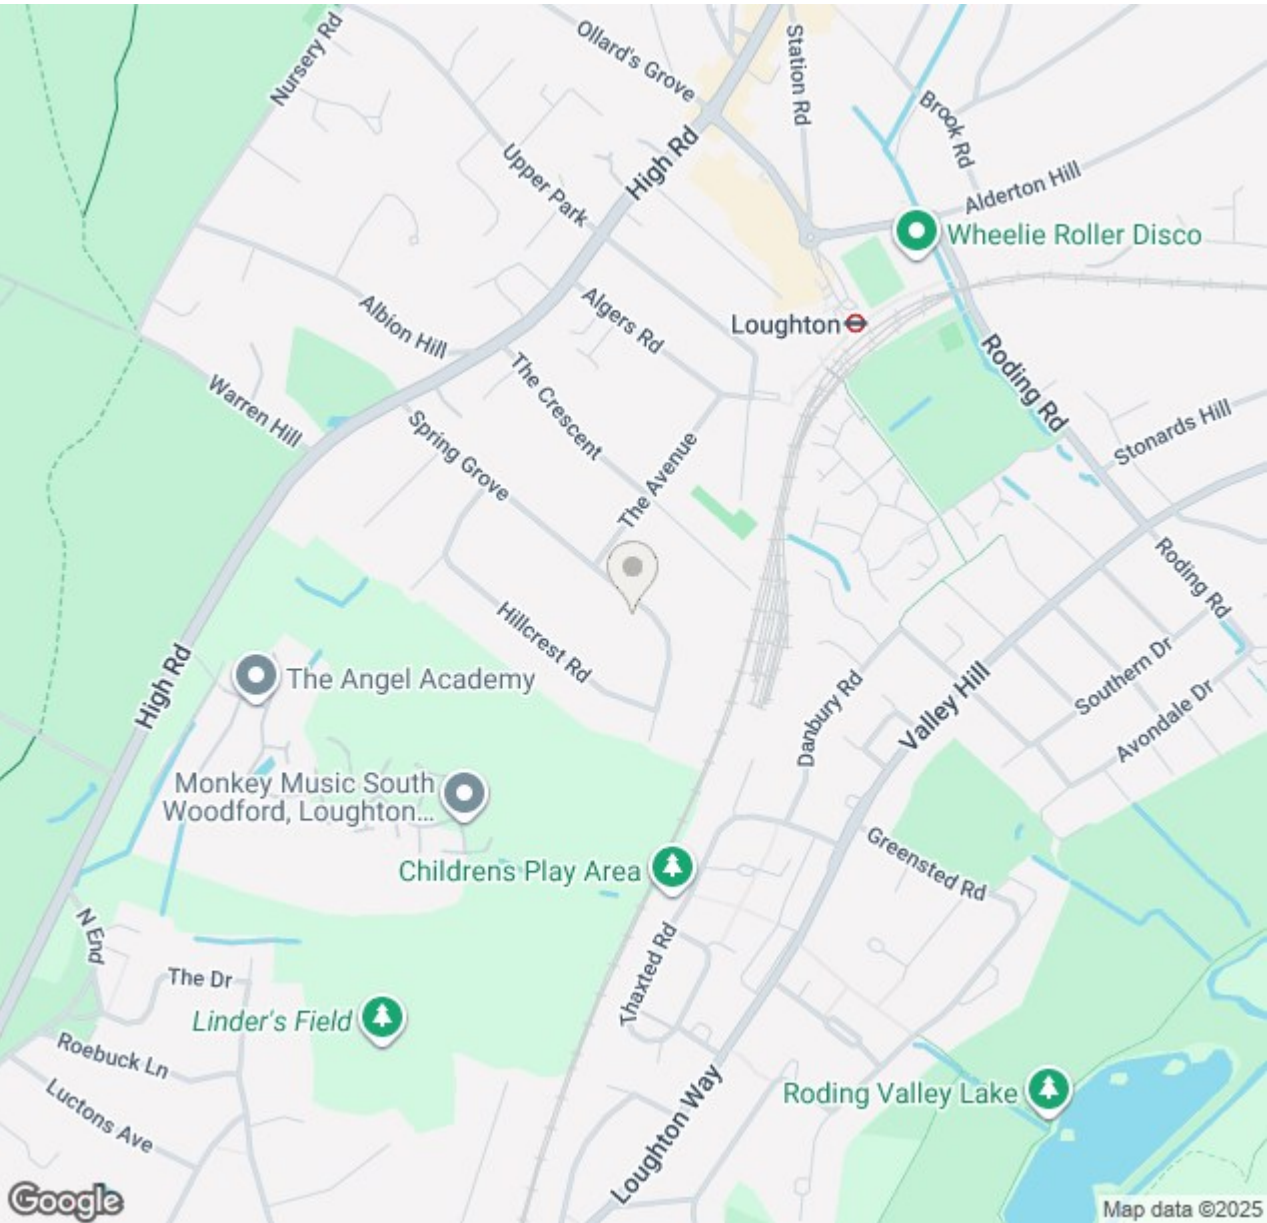 Nursery Rd
Ollard's Grove
Station Rd
Brook Rd
High Rd
Upper Park
Alderton Hill
Wheelie Roller Disco
Algers Rd
Albion Hill
Loughton
Roding Rd
Warren Hill
The Crescent
Spring Grove
Stonards Hill
The Avenue
Roding Rd
Hillcrest Rd
High Rd
The Angel Academy
Southern Dr
Danbury Rd
Valley Hill
Avondale Dr
Monkey Music South
Woodford, Loughton...
Childrens Play Area
Greensted Rd
N End
The Dr
Thaxted Rd
Linder's Field
Roebuck Ln
Luctons Ave
Roding Valley Lake
Loughton Way
Google
Map data ©2025